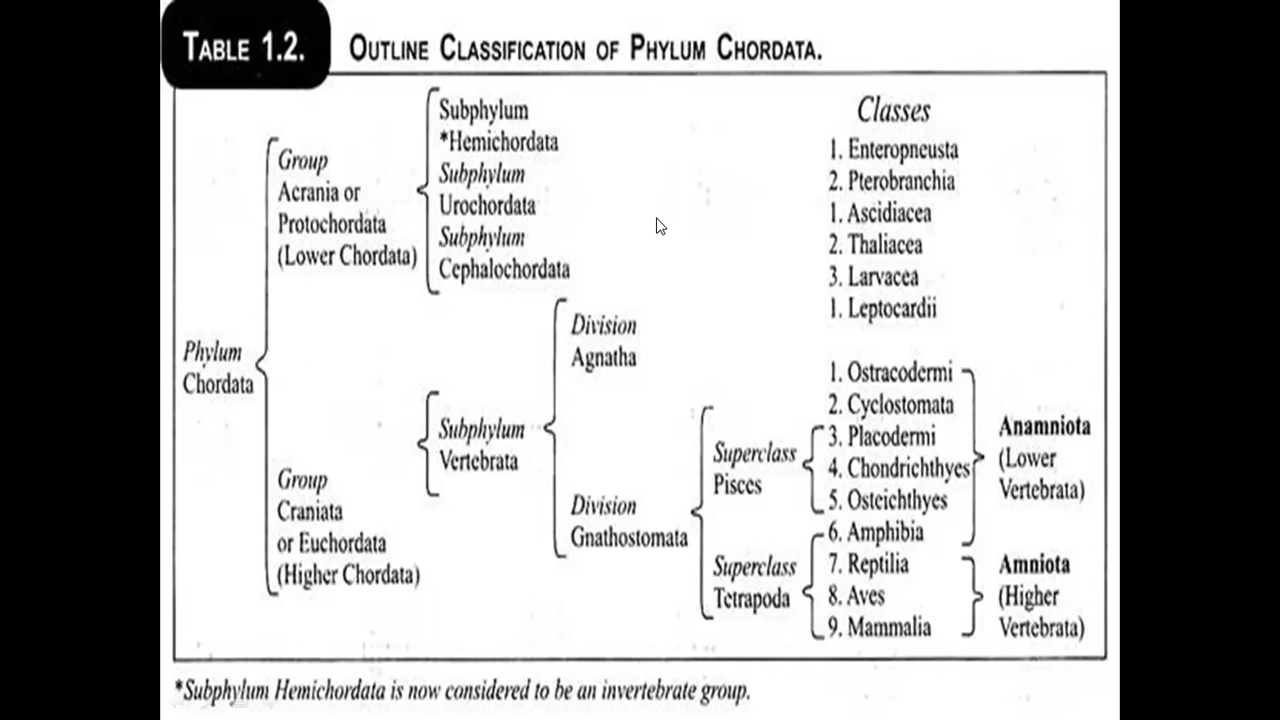 TABLE 1.2. OUTLINE CLASSIFICATION OF PHYLUM CHORDATA.
Phylum
Chordata
Group
Acrania or
Protochordata
(Lower Chordata)
Subphylum
*Hemichordata
Subphylum
Urochordata
Subphylum
Cephalochordata
Group
Craniata
or Euchordata
(Higher Chordata)
Subphylum
Vertebrata
Division
Agnatha
Division
Gnathostomata
Superclass
Pisces
Superclass
Tetrapoda
Classes
1. Enteropneusta
2. Pterobranchia
1. Ascidiacea
2. Thaliacea
3. Larvacea
1. Leptocardii
1. Ostracodermi
2. Cyclostomata
3. Placodermi
4. Chondrichthyes
5. Osteichthyes
6. Amphibia
7. Reptilia
8. Aves
9. Mammalia
Anamniota
(Lower
Vertebrata)
Amniota
(Higher
Vertebrata)
*Subphylum Hemichordata is now considered to be an invertebrate group.